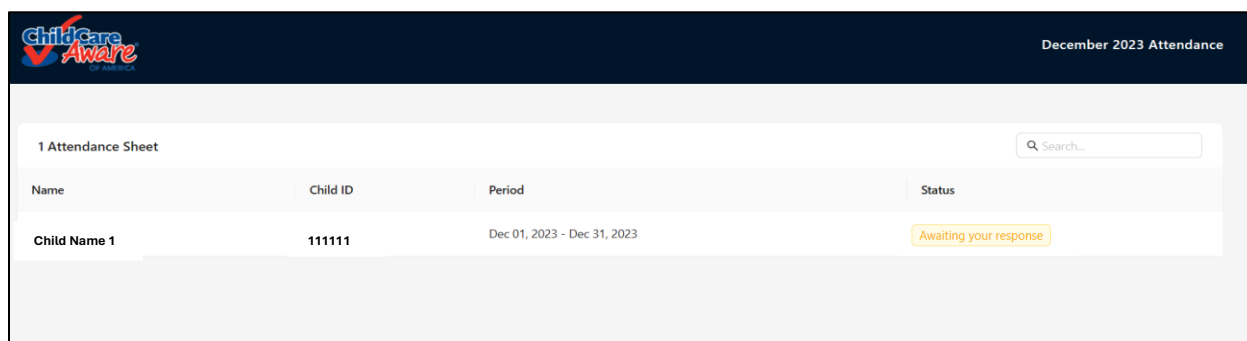 ChildCare
Aware
OF AMERICA
December 2023 Attendance
1 Attendance Sheet
Search...
Name Child ID Period Status
Child Name 1 111111 Dec 01, 2023 - Dec 31, 2023 Awaiting your response